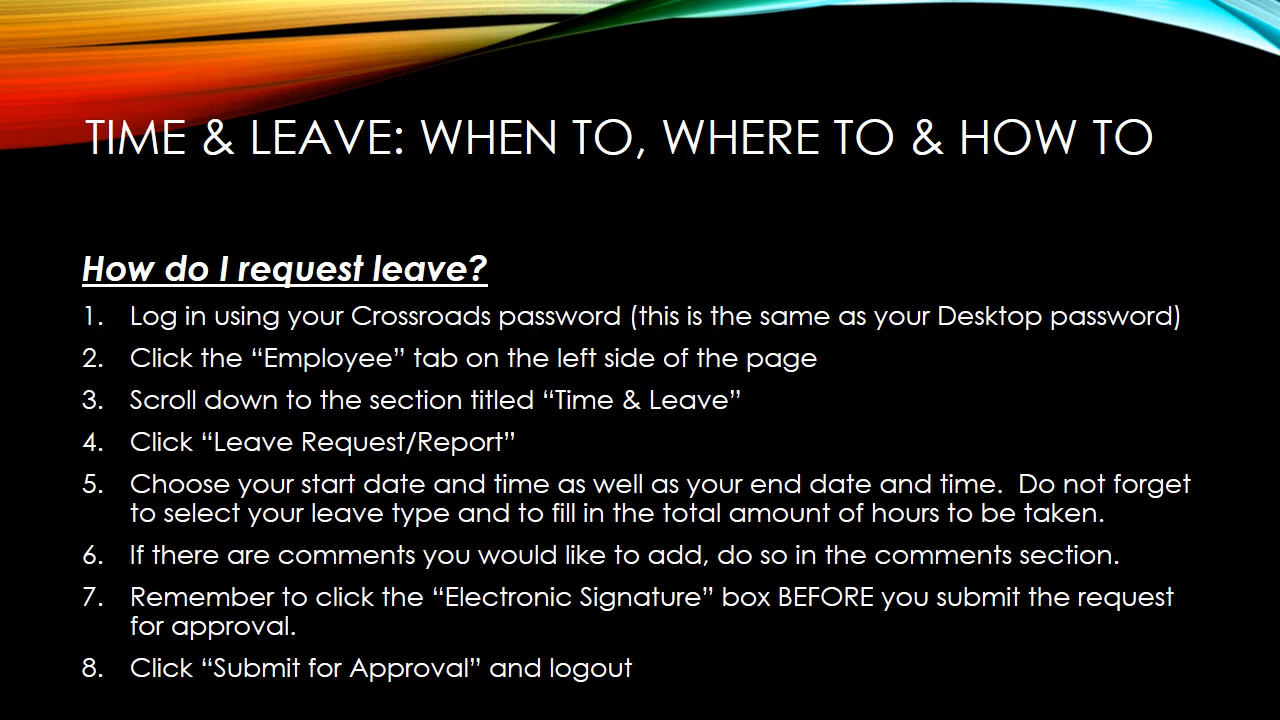 TIME & LEAVE: WHEN TO, WHERE TO & HOW TO
How do I request leave?
1. Log in using your Crossroads password (this is the same as your Desktop password)
2. Click the “Employee” tab on the left side of the page
3. Scroll down to the section titled “Time & Leave”
4. Click “Leave Request/Report”
5. Choose your start date and time as well as your end date and time.  Do not forget
to select your leave type and to fill in the total amount of hours to be taken.
6. If there are comments you would like to add, do so in the comments section.
7. Remember to click the “Electronic Signature” box BEFORE you submit the request
for approval.
8. Click “Submit for Approval” and logout